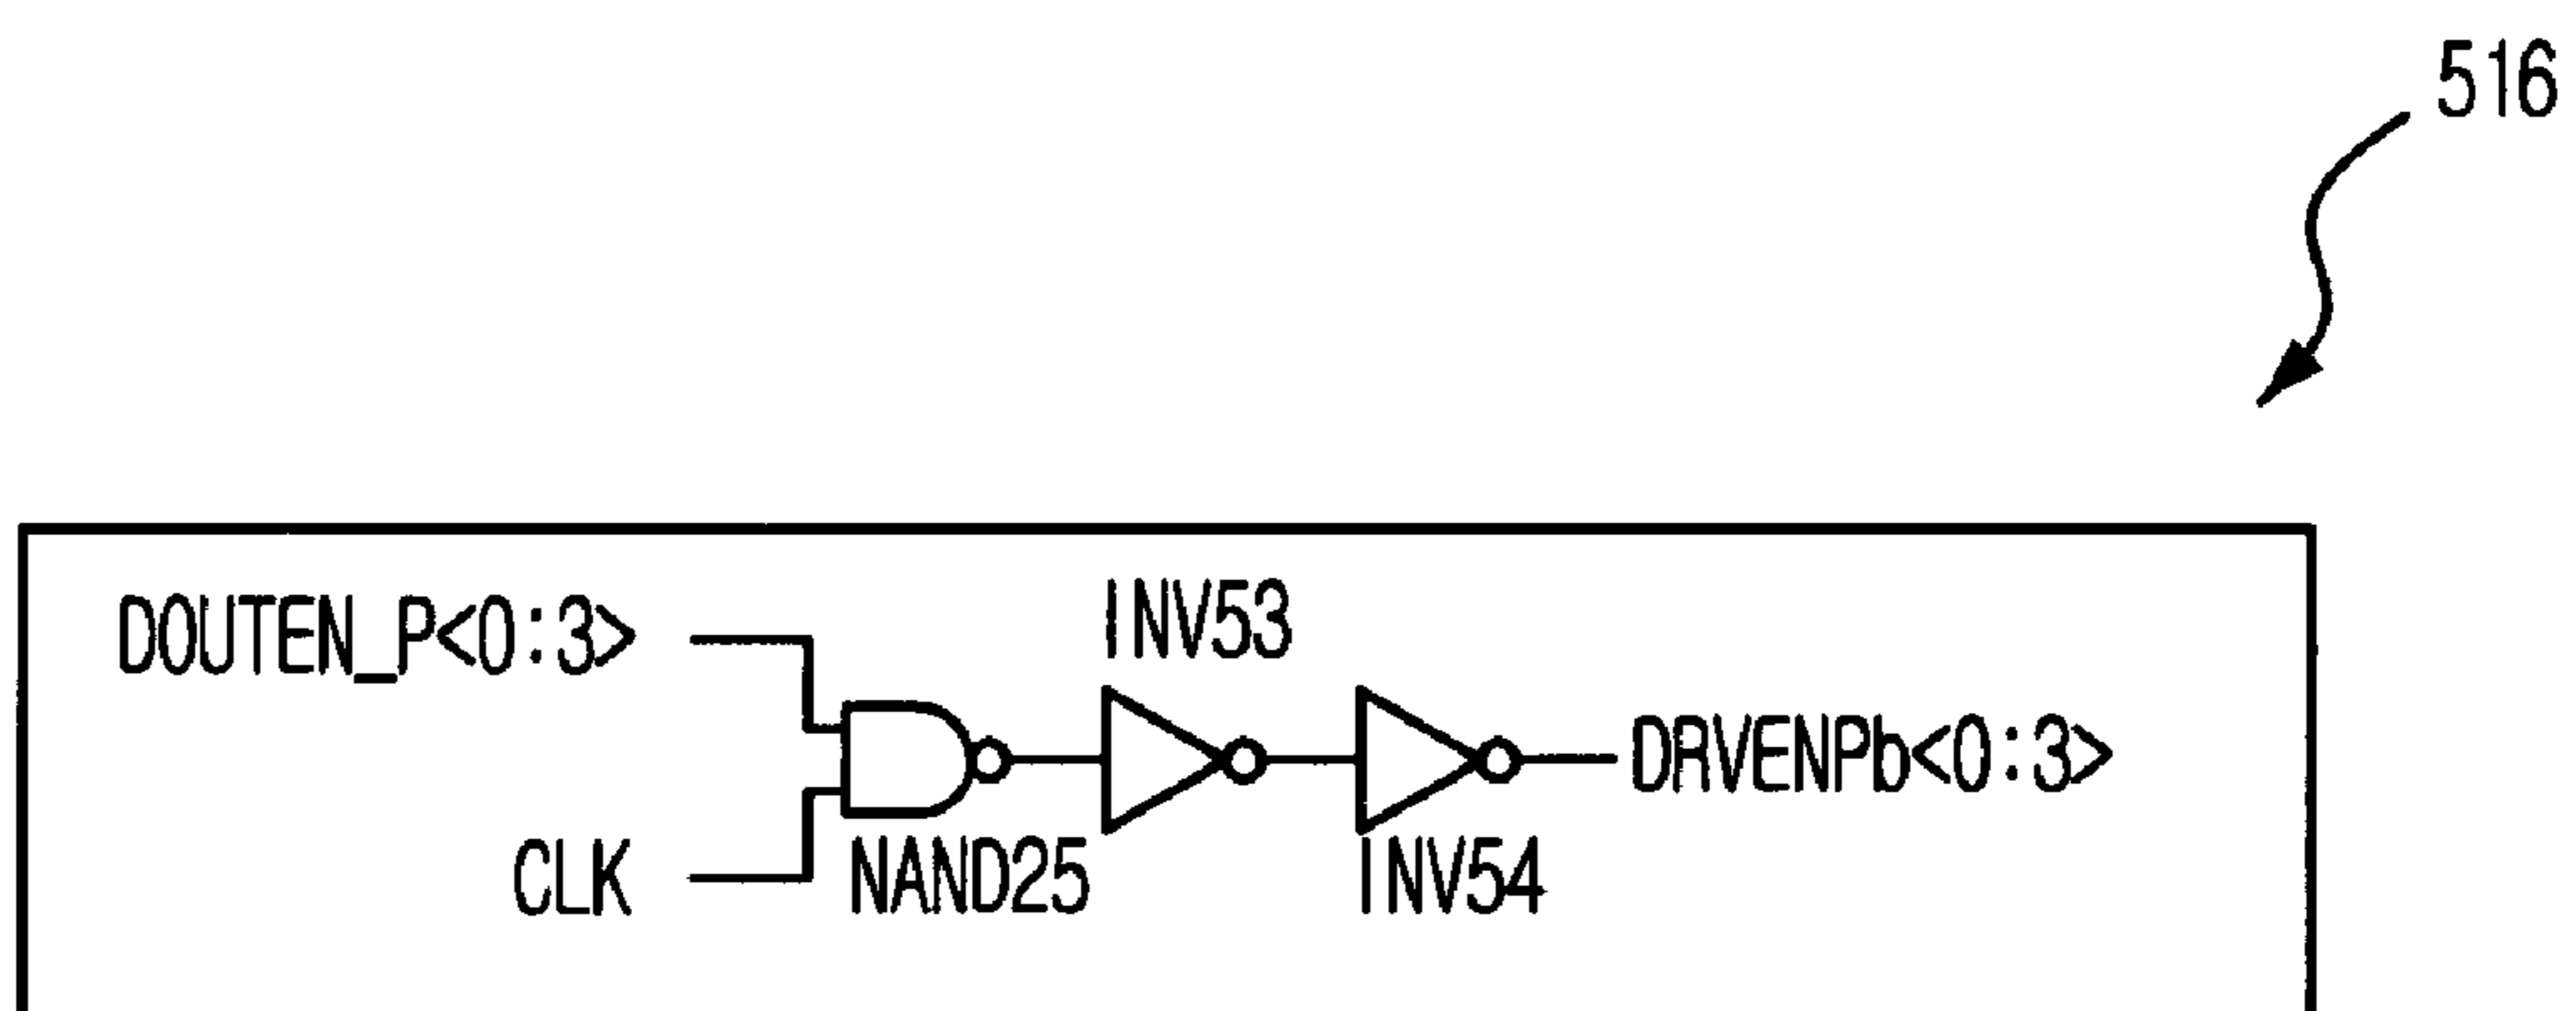 516
DOUTEN_P<0:3>
INV53
DRVENPb<0:3>
CLK
NAND25
INV54